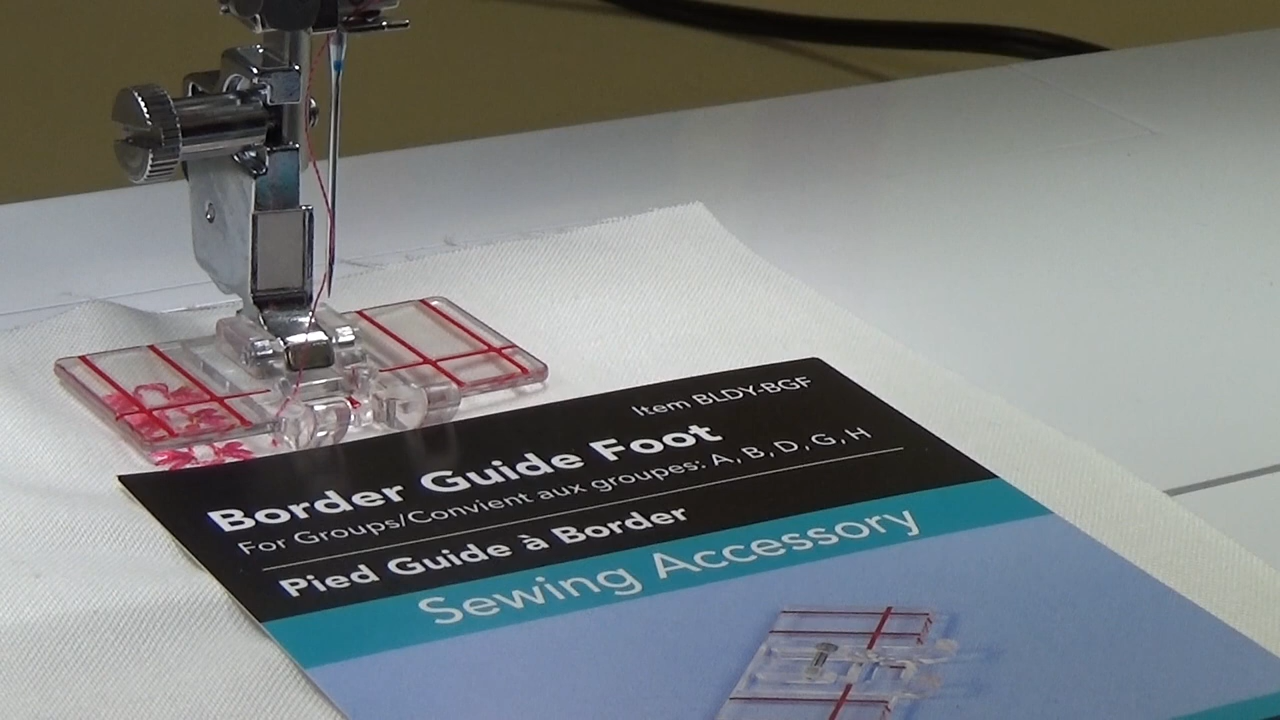 Item BLDY-BGF
Border Guide Foot
For Groups/Convient aux groupes: A, B, D, G, H
Pied Guide à Border
Sewing Accessory